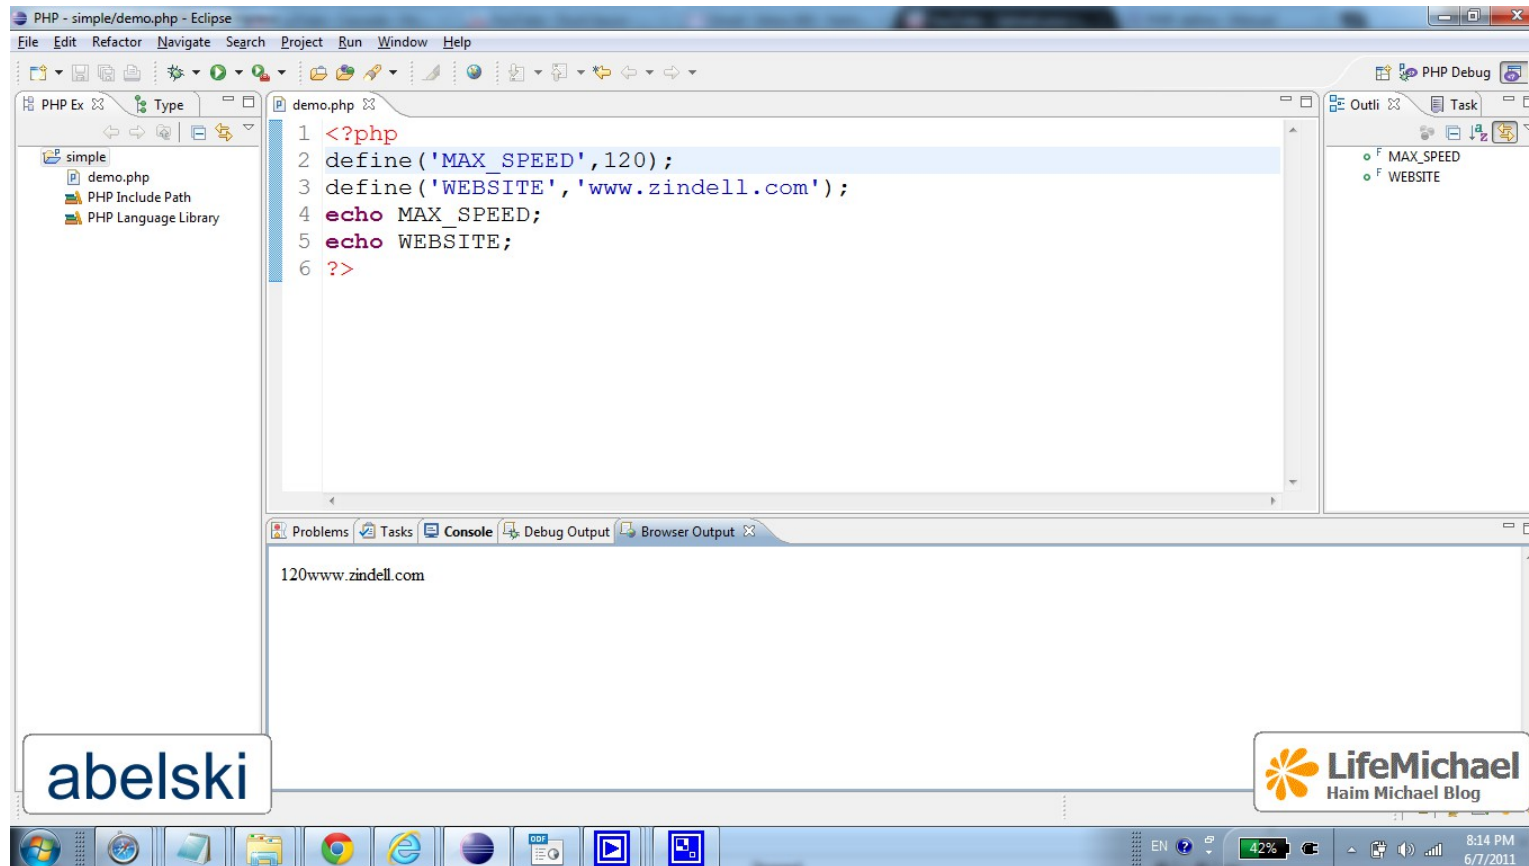 PHP - simple/demo.php - Eclipse
File Edit Refactor Navigate Search Project Run Window Help
PHP Debug
PHP Ex Type
demo.php
Outli Task
simple
demo.php
PHP Include Path
PHP Language Library
1 <?php
2 define('MAX_SPEED',120);
3 define('WEBSITE','www.zindell.com');
4 echo MAX_SPEED;
5 echo WEBSITE;
6 ?>
MAX_SPEED
WEBSITE
Problems Tasks Console Debug Output Browser Output
120www.zindell.com
abelski
LifeMichael
Haim Michael Blog
EN 42% 8:14 PM
6/7/2011